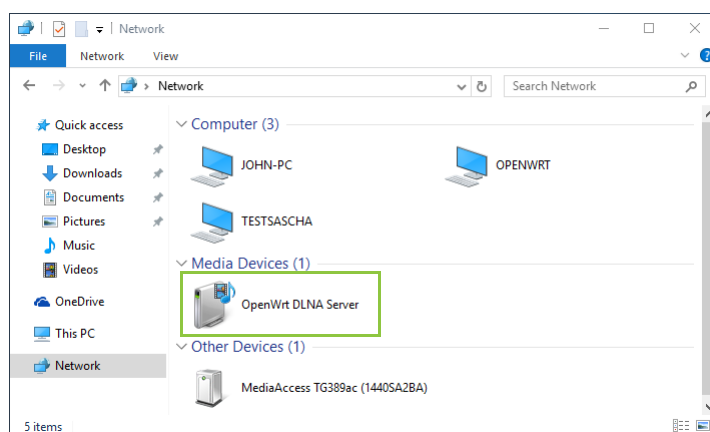 Network
File Network View
Network
Search Network
Quick access
Desktop
Downloads
Documents
Pictures
Music
Videos
OneDrive
This PC
Network
Computer (3)
JOHN-PC
OPENWRT
TESTSASCHA
Media Devices (1)
OpenWrt DLNA Server
Other Devices (1)
MediaAccess TG389ac (1440SA2BA)
5 items